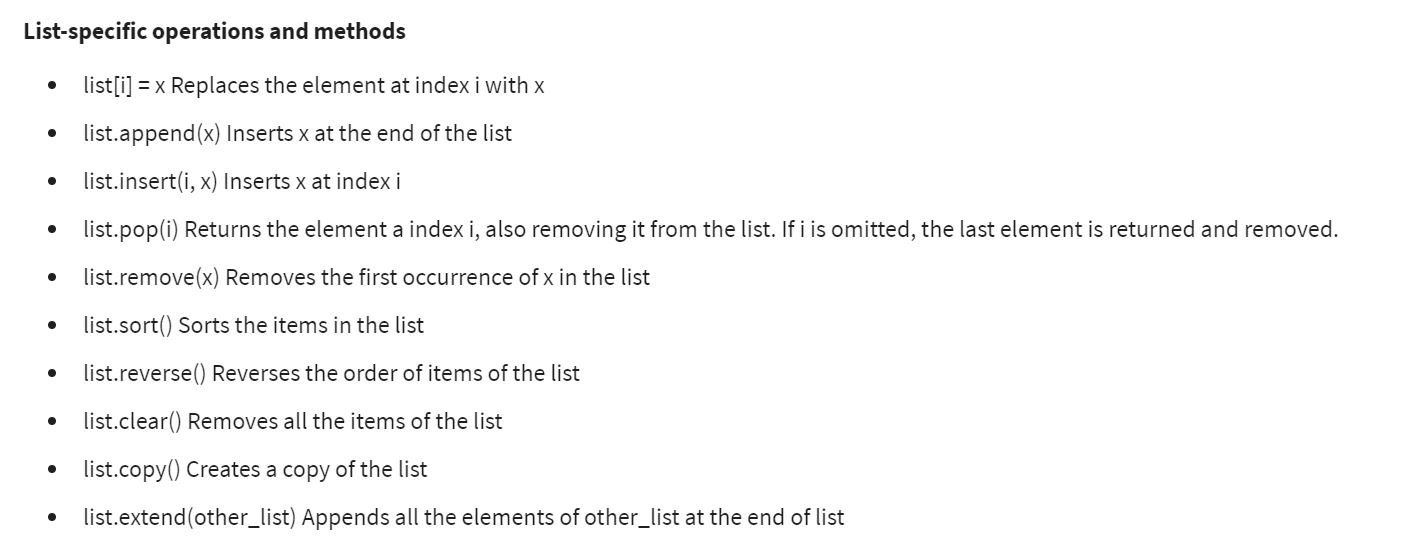 List-specific operations and methods
• list[i] = x Replaces the element at index i with x
• list.append(x) Inserts x at the end of the list
• list.insert(i, x) Inserts x at index i
• list.pop(i) Returns the element a index i, also removing it from the list. If i is omitted, the last element is returned and removed.
• list.remove(x) Removes the first occurrence of x in the list
• list.sort() Sorts the items in the list
• list.reverse() Reverses the order of items of the list
• list.clear() Removes all the items of the list
• list.copy() Creates a copy of the list
• list.extend(other_list) Appends all the elements of other_list at the end of list